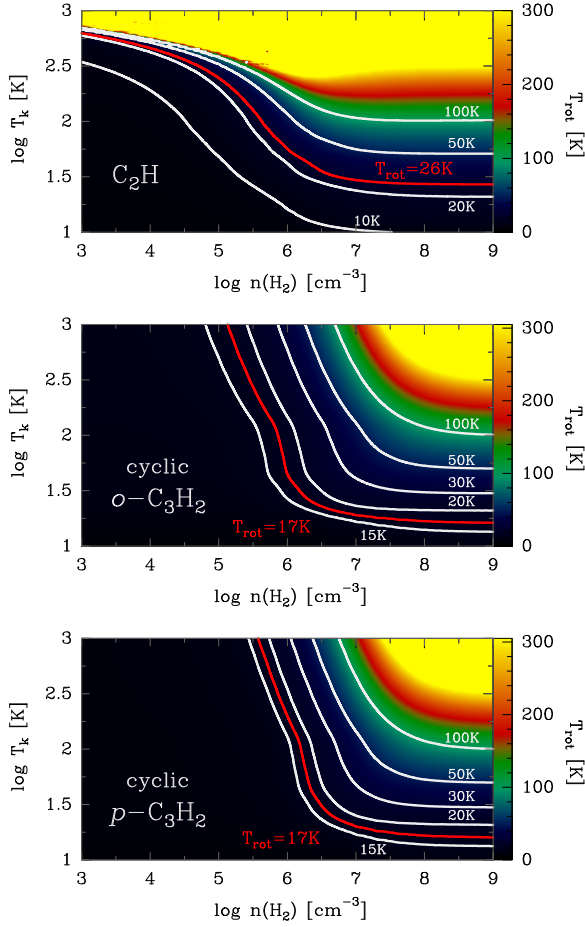 3
300
2.5
200
2
100K
100
50K
1.5
T_rot=26K
C₂H
20K
10K
1
0
3 4 5 6 7 8 9
log n(H₂) [cm⁻³]
log T_k [K]
T_rot [K]
3
300
2.5
200
2
100K
100
50K
cyclic
1.5
30K
o−C₃H₂
20K
T_rot=17K
15K
1
0
3 4 5 6 7 8 9
log n(H₂) [cm⁻³]
log T_k [K]
T_rot [K]
3
300
2.5
200
2
100K
100
50K
cyclic
1.5
30K
p−C₃H₂
20K
T_rot=17K
15K
1
0
3 4 5 6 7 8 9
log n(H₂) [cm⁻³]
log T_k [K]
T_rot [K]